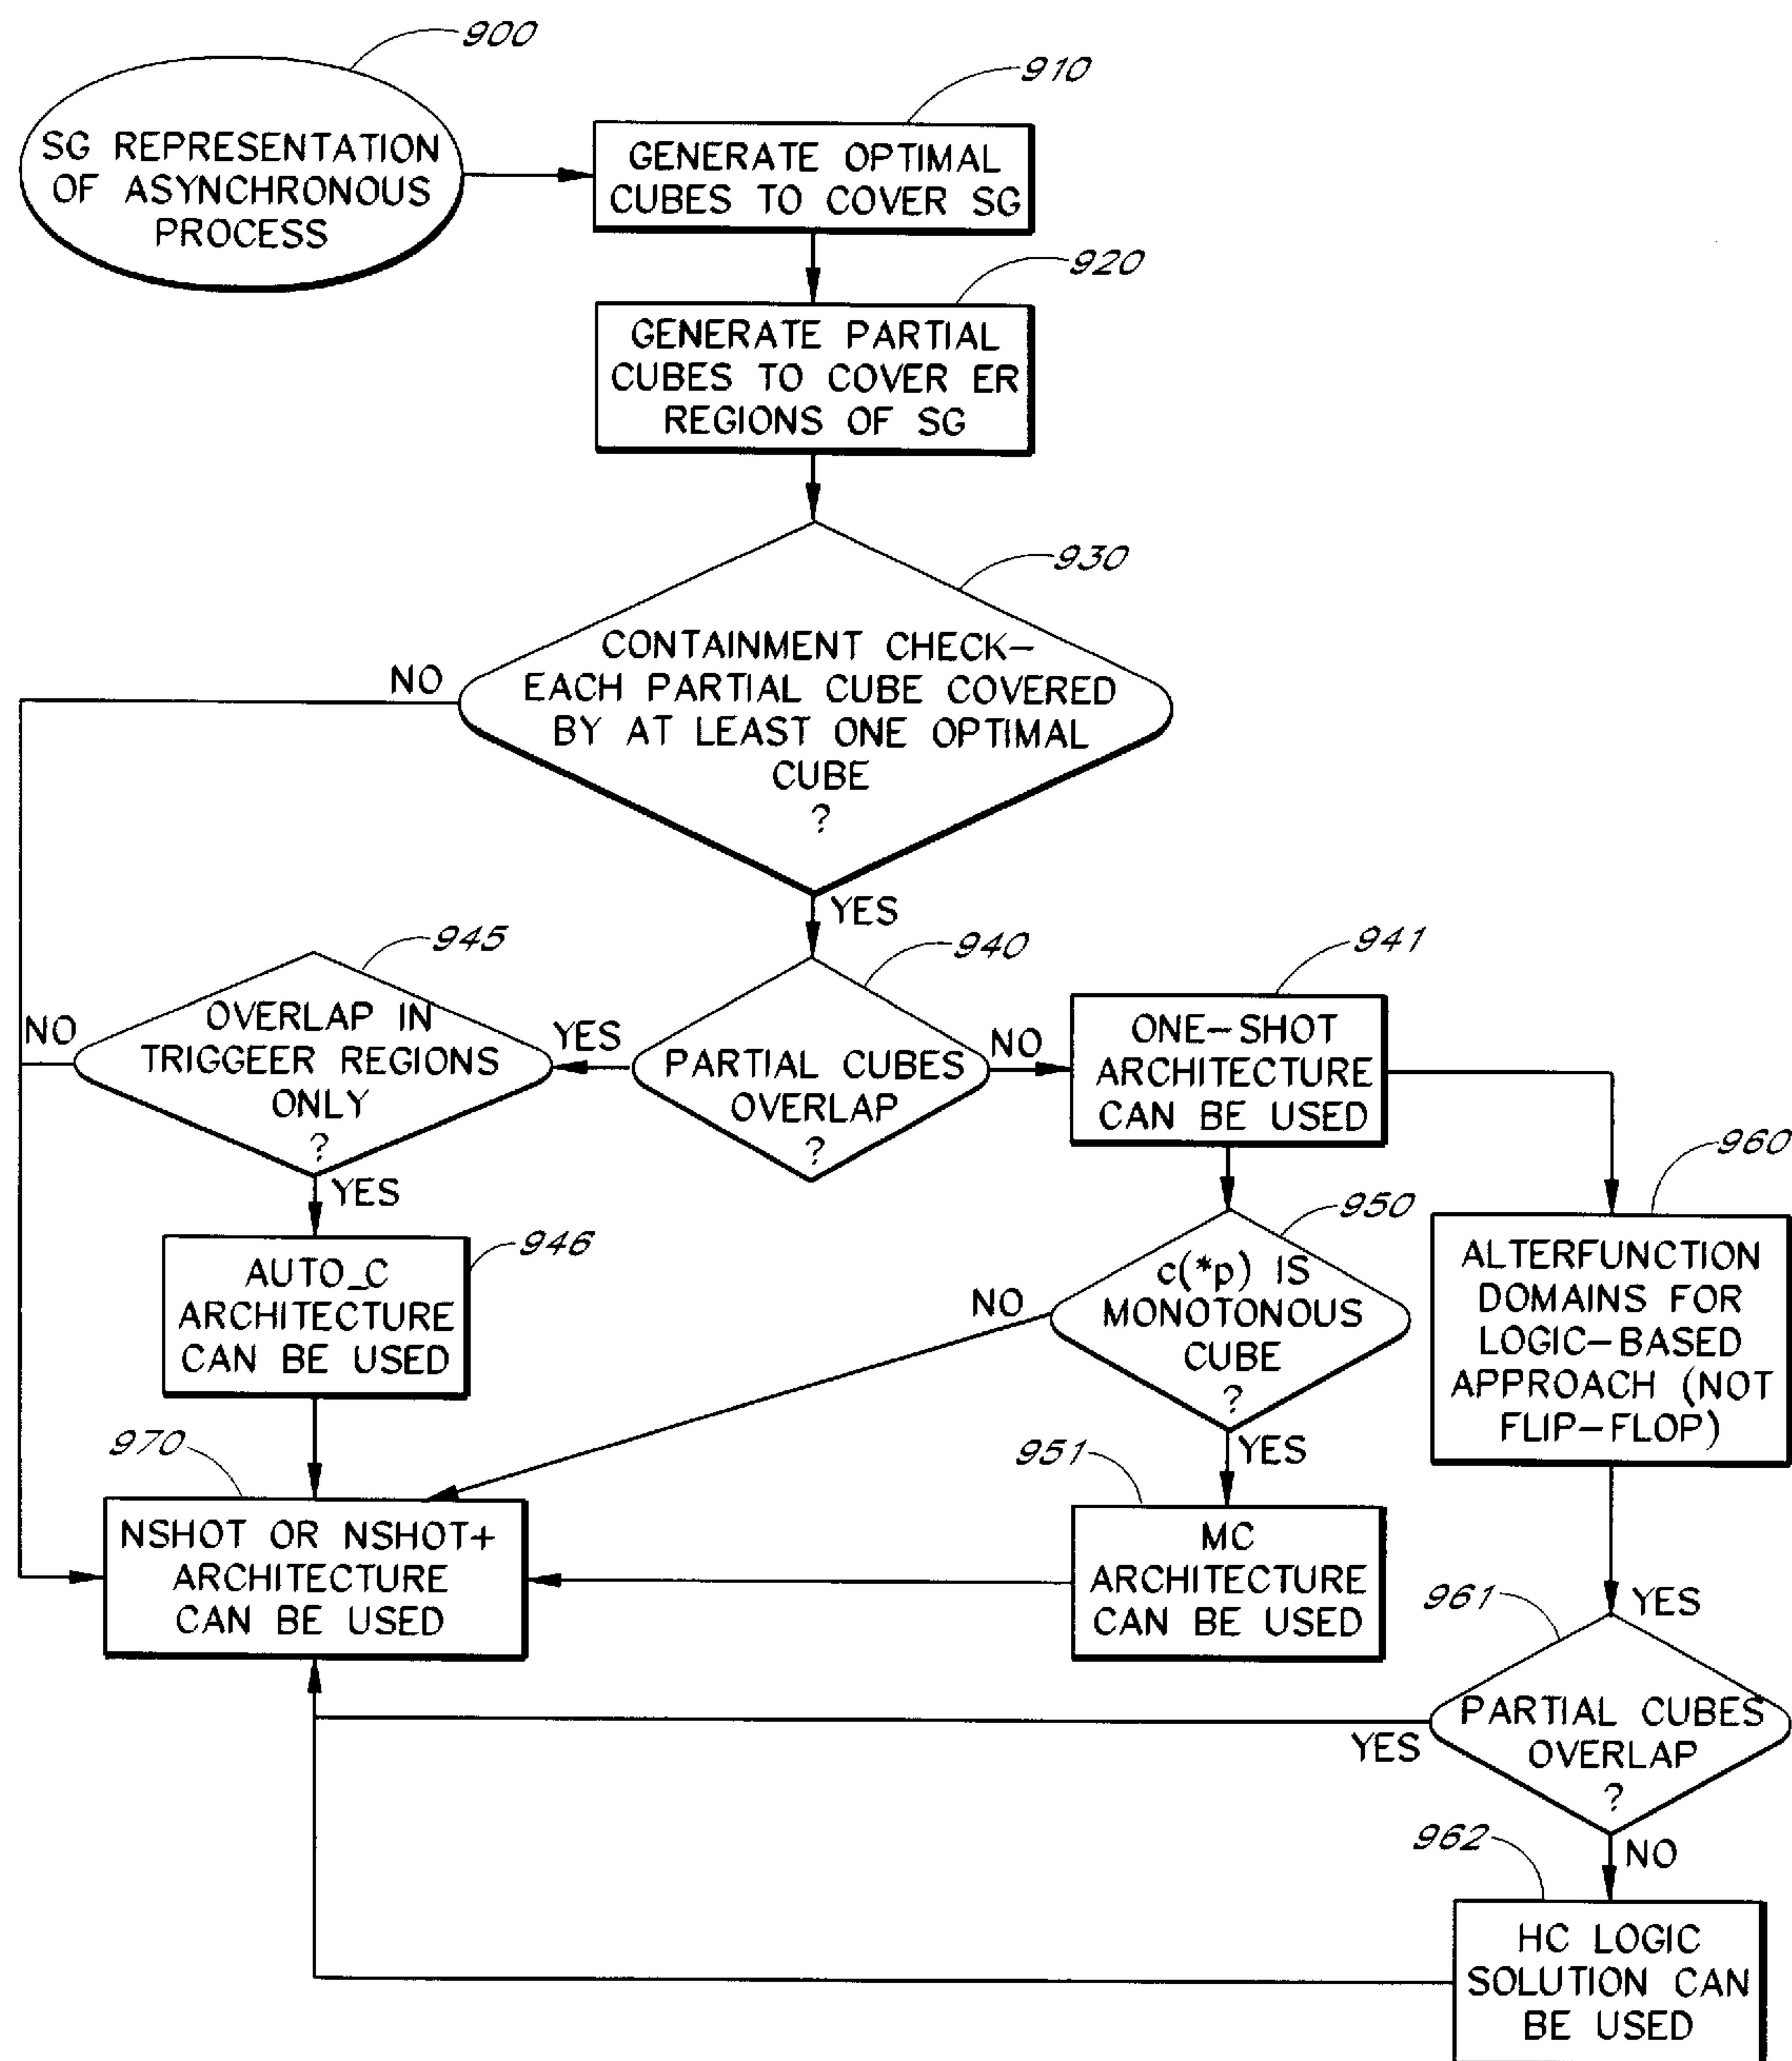 900
SG REPRESENTATION
OF ASYNCHRONOUS
PROCESS
910
GENERATE OPTIMAL
CUBES TO COVER SG
920
GENERATE PARTIAL
CUBES TO COVER ER
REGIONS OF SG
930
CONTAINMENT CHECK–
EACH PARTIAL CUBE COVERED
BY AT LEAST ONE OPTIMAL
CUBE
?
NO
YES
945
OVERLAP IN
TRIGGEER REGIONS
ONLY
?
NO
YES
YES
940
PARTIAL CUBES
OVERLAP
?
NO
941
ONE–SHOT
ARCHITECTURE
CAN BE USED
946
AUTO_C
ARCHITECTURE
CAN BE USED
950
c(*p) IS
MONOTONOUS
CUBE
?
NO
YES
960
ALTERFUNCTION
DOMAINS FOR
LOGIC–BASED
APPROACH (NOT
FLIP–FLOP)
970
NSHOT OR NSHOT+
ARCHITECTURE
CAN BE USED
951
MC
ARCHITECTURE
CAN BE USED
961
YES
PARTIAL CUBES
OVERLAP
?
YES
NO
962
HC LOGIC
SOLUTION CAN
BE USED